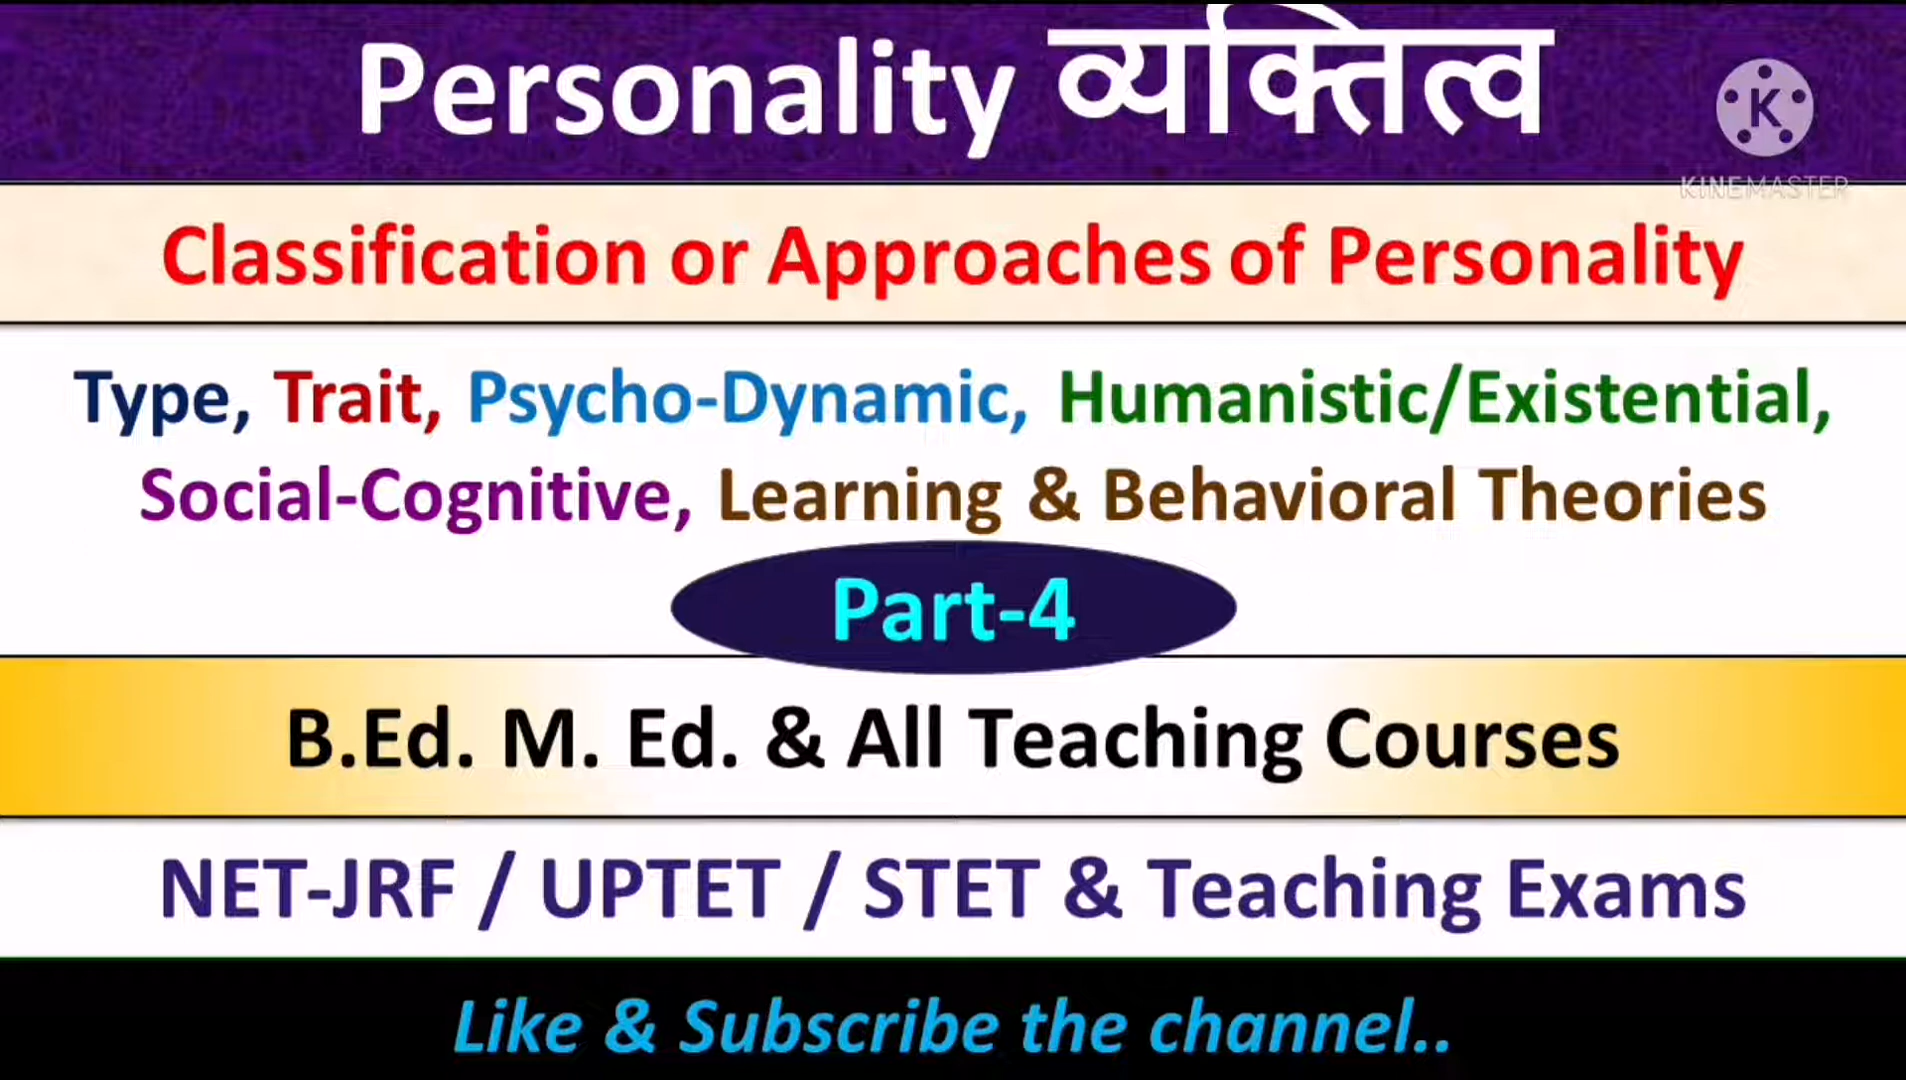 Personality व्यक्तित्व
K
KINEMASTER
Classification or Approaches of Personality
Type, Trait, Psycho-Dynamic, Humanistic/Existential,
Social-Cognitive, Learning & Behavioral Theories
Part-4
B.Ed. M. Ed. & All Teaching Courses
NET-JRF / UPTET / STET & Teaching Exams
Like & Subscribe the channel..